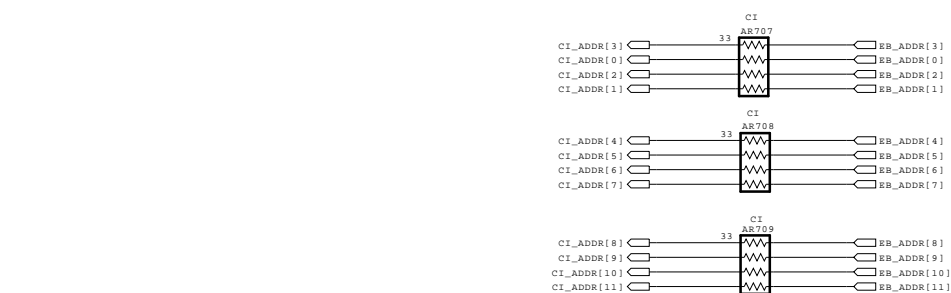 CI
AR707
33
CI_ADDR[3] EB_ADDR[3]
CI_ADDR[0] EB_ADDR[0]
CI_ADDR[2] EB_ADDR[2]
CI_ADDR[1] EB_ADDR[1]
CI
AR708
33
CI_ADDR[4] EB_ADDR[4]
CI_ADDR[5] EB_ADDR[5]
CI_ADDR[6] EB_ADDR[6]
CI_ADDR[7] EB_ADDR[7]
CI
AR709
33
CI_ADDR[8] EB_ADDR[8]
CI_ADDR[9] EB_ADDR[9]
CI_ADDR[10] EB_ADDR[10]
CI_ADDR[11] EB_ADDR[11]